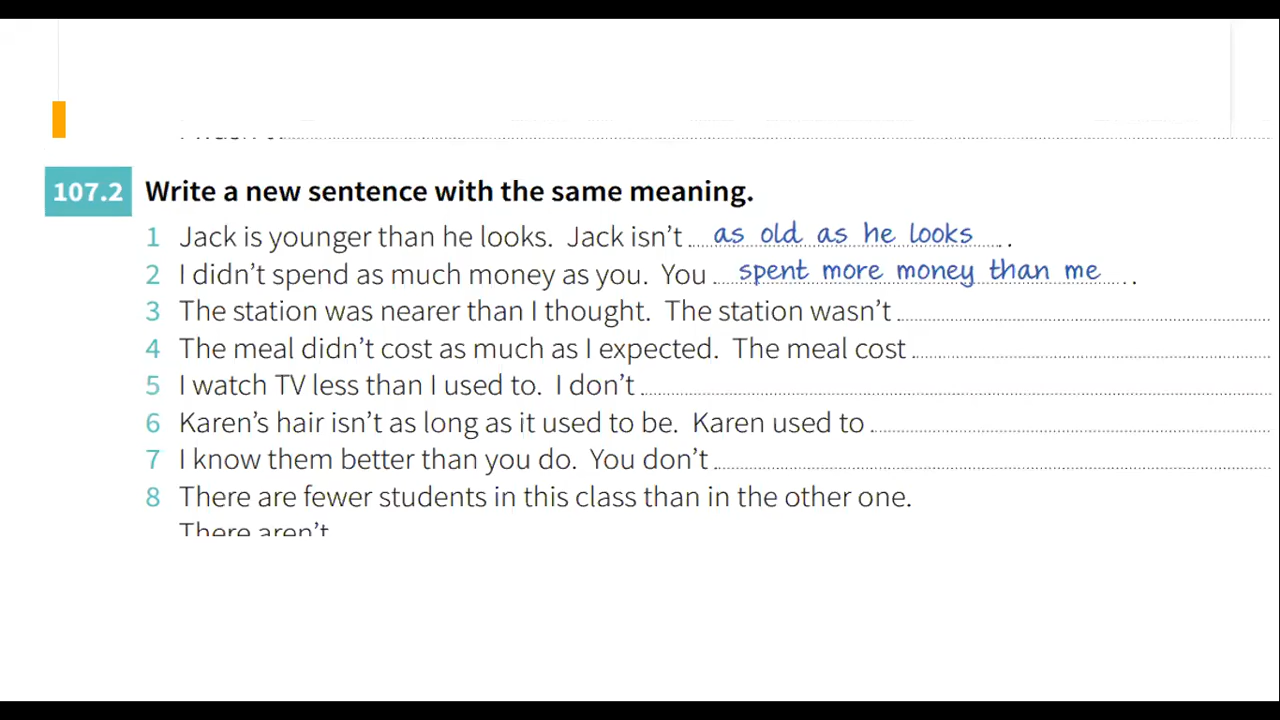 107.2 Write a new sentence with the same meaning.
1 Jack is younger than he looks. Jack isn't as old as he looks .
2 I didn't spend as much money as you. You spent more money than me .
3 The station was nearer than I thought. The station wasn't
4 The meal didn't cost as much as I expected. The meal cost
5 I watch TV less than I used to. I don't
6 Karen's hair isn't as long as it used to be. Karen used to
7 I know them better than you do. You don't
8 There are fewer students in this class than in the other one.
There aren't